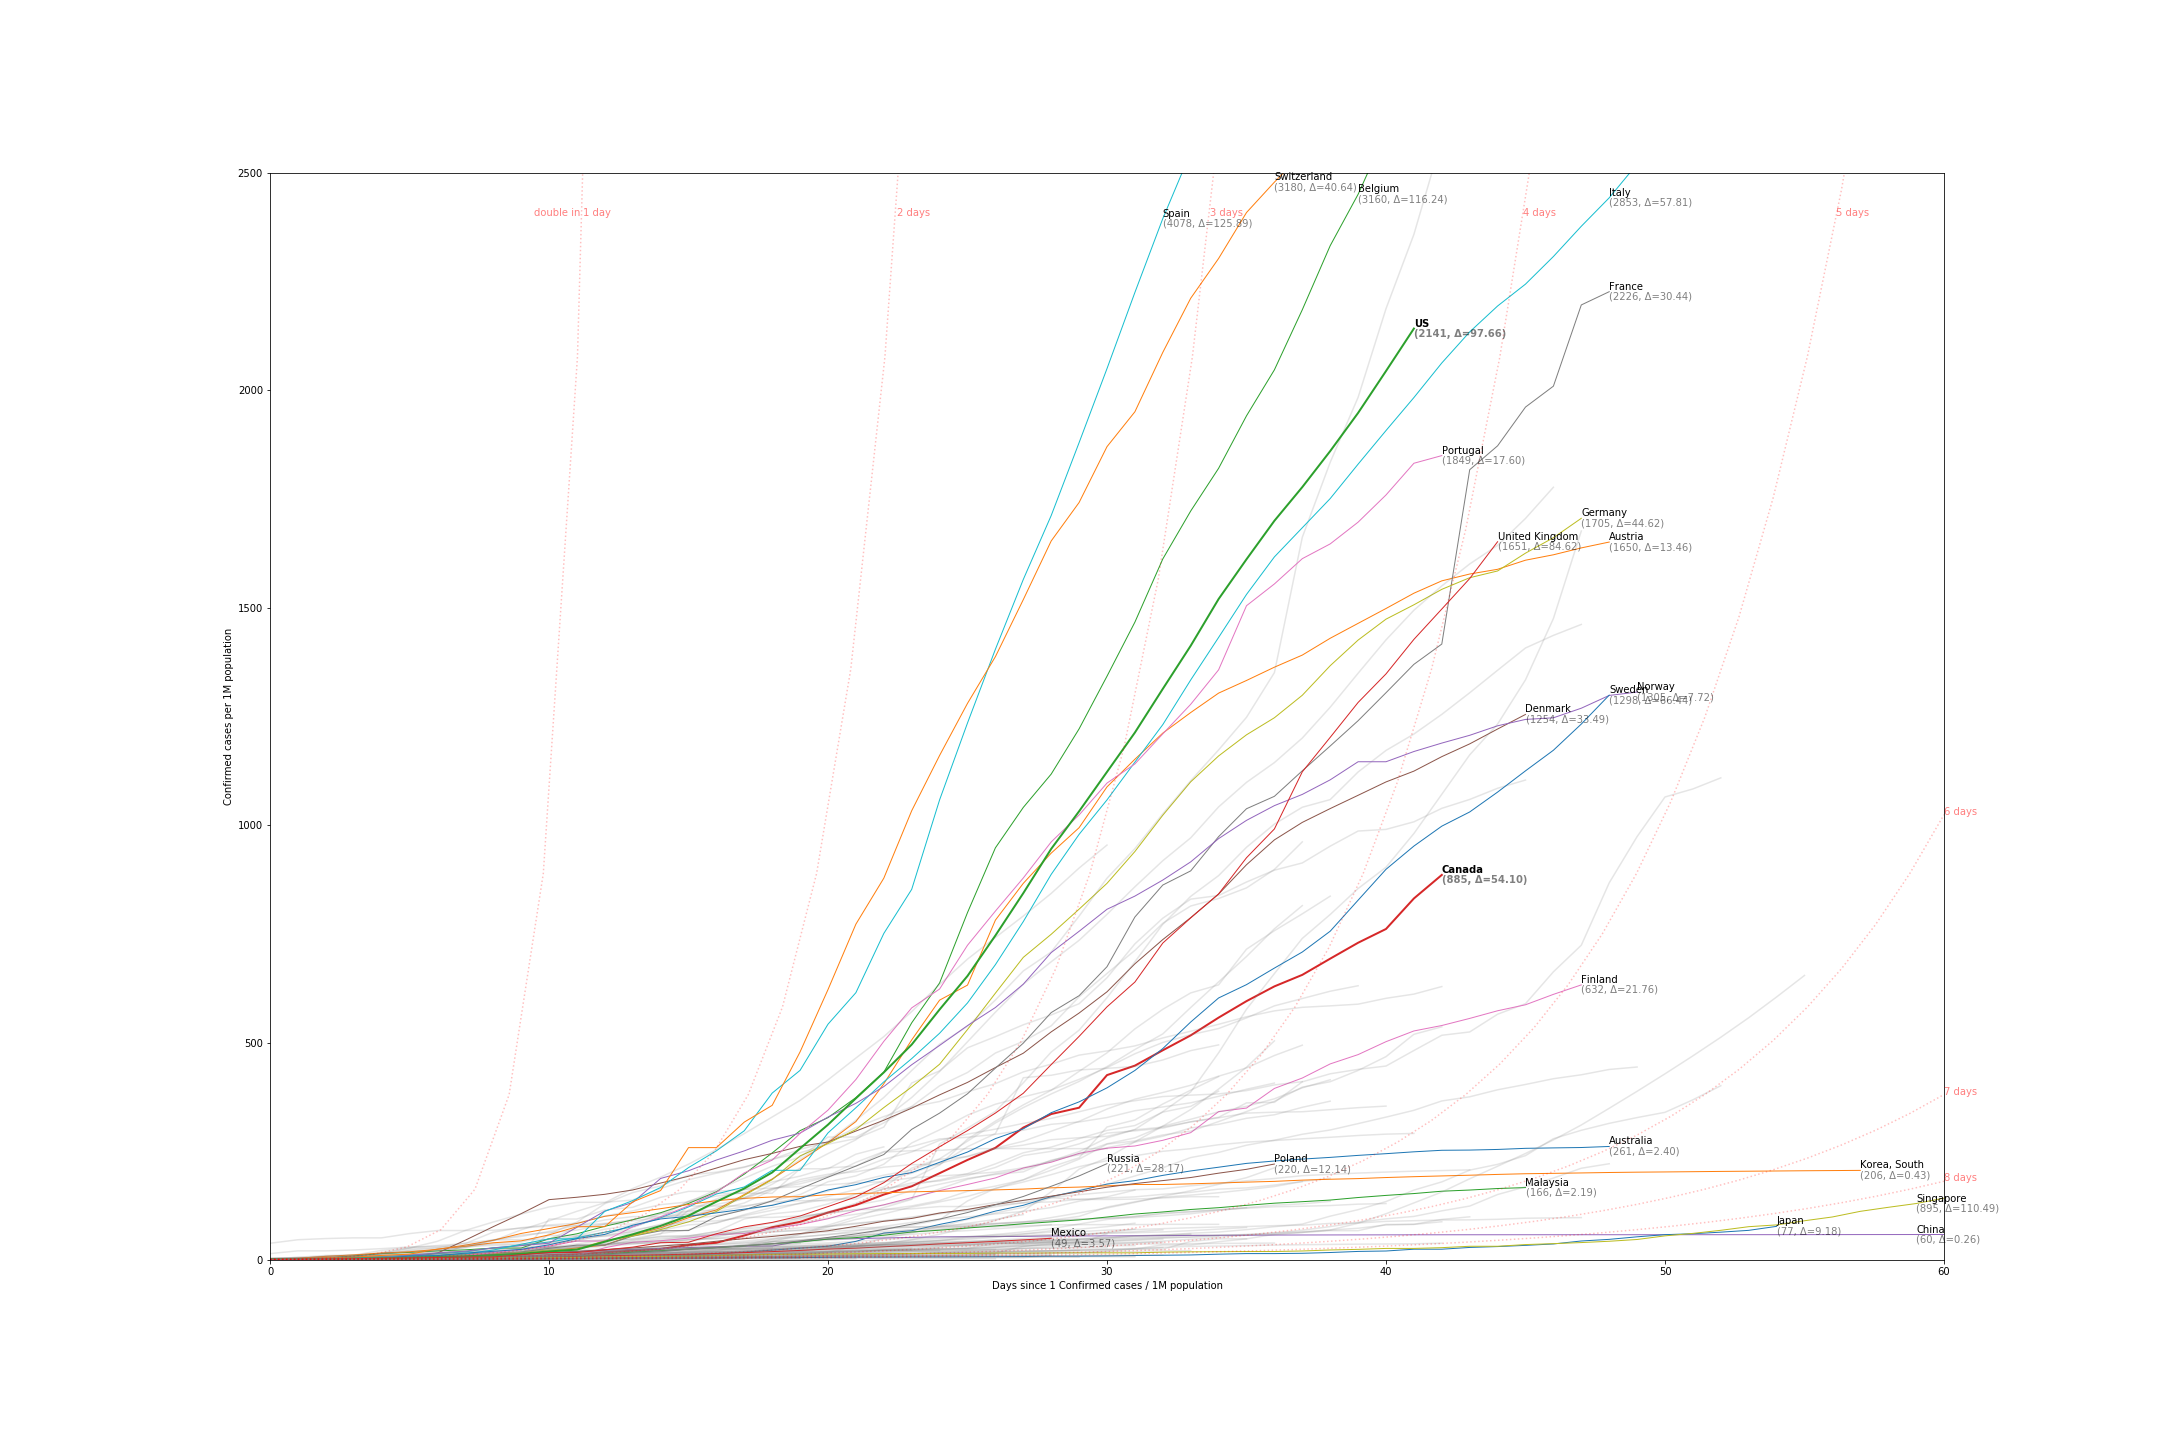 2500
2000
1500
1000
500
0
Confirmed cases per 1M population
0
10
20
30
40
50
60
Days since 1 Confirmed cases / 1M population
double in 1 day
2 days
3 days
4 days
5 days
6 days
7 days
8 days
Switzerland
(3180, Δ=40.64)
Belgium
(3160, Δ=116.24)
Spain
(4078, Δ=125.89)
Italy
(2853, Δ=57.81)
France
(2226, Δ=30.44)
US
(2141, Δ=97.66)
Portugal
(1849, Δ=17.60)
Germany
(1705, Δ=44.62)
United Kingdom
(1651, Δ=84.62)
Austria
(1650, Δ=13.46)
Norway
(1305, Δ=7.72)
Sweden
(1298, Δ=66.44)
Denmark
(1254, Δ=33.49)
Canada
(885, Δ=54.10)
Finland
(632, Δ=21.76)
Australia
(261, Δ=2.40)
Russia
(221, Δ=28.17)
Poland
(220, Δ=12.14)
Korea, South
(206, Δ=0.43)
Malaysia
(166, Δ=2.19)
Singapore
(895, Δ=110.49)
Japan
(77, Δ=9.18)
China
(60, Δ=0.26)
Mexico
(49, Δ=3.57)